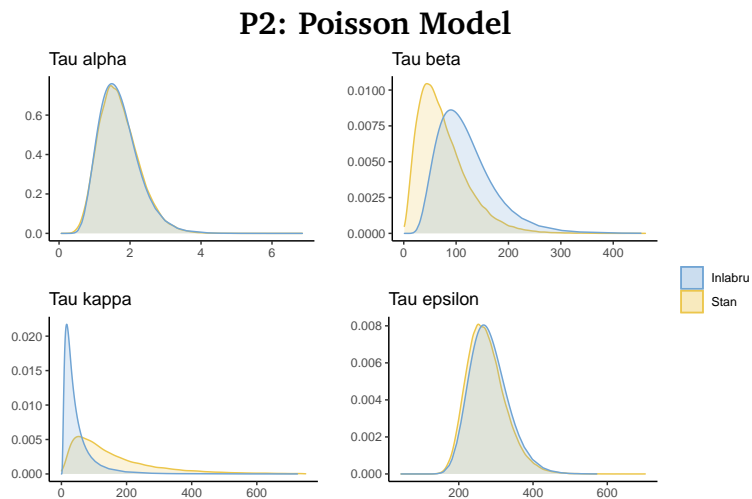 P2: Poisson Model
Tau alpha
0.6
0.4
0.2
0.0
0 2 4 6
Tau beta
0.0100
0.0075
0.0050
0.0025
0.0000
0 100 200 300 400
Tau kappa
0.020
0.015
0.010
0.005
0.000
0 200 400 600
Tau epsilon
0.008
0.006
0.004
0.002
0.000
200 400 600
Inlabru
Stan